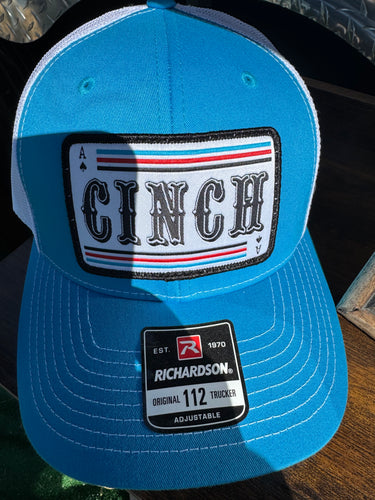 A
CINCH
A
EST. R 1970
RICHARDSON®
ORIGINAL 112 TRUCKER
ADJUSTABLE